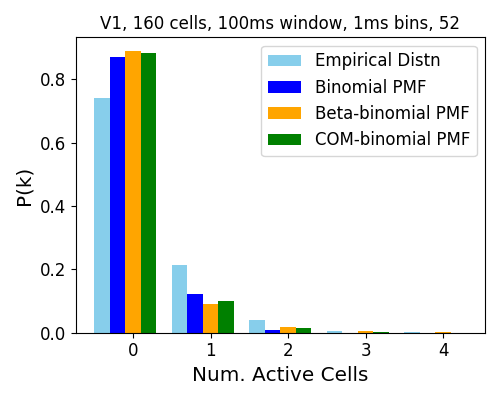 V1, 160 cells, 100ms window, 1ms bins, 52
Empirical Distn
Binomial PMF
Beta-binomial PMF
COM-binomial PMF
P(k)
0.8
0.6
0.4
0.2
0.0
0 1 2 3 4
Num. Active Cells